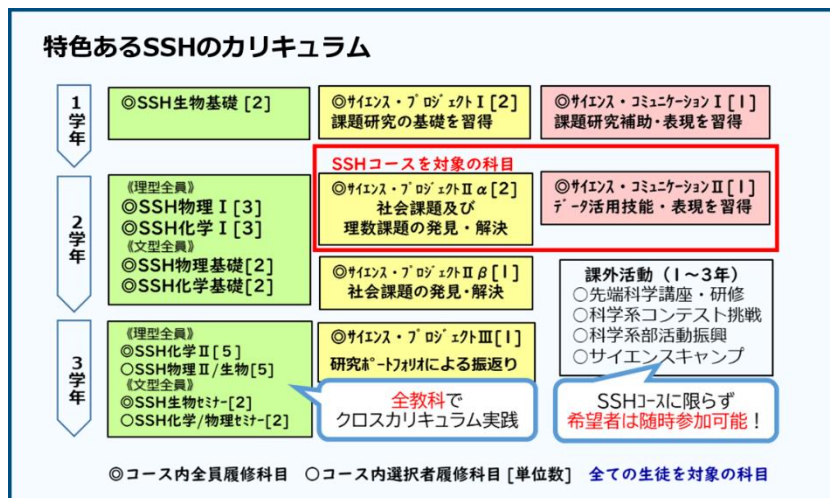 特色あるSSHのカリキュラム
1学年
◎SSH生物基礎 [2]
◎サイエンス・プロジェクトⅠ[2]
課題研究の基礎を習得
◎サイエンス・コミュニケーションⅠ[1]
課題研究補助・表現を習得
SSHコースを対象の科目
2学年
《理型全員》
◎SSH物理Ⅰ[3]
◎SSH化学Ⅰ[3]
《文型全員》
◎SSH物理基礎[2]
◎SSH化学基礎[2]
◎サイエンス・プロジェクトⅡα[2]
社会課題及び
理数課題の発見・解決
◎サイエンス・コミュニケーションⅡ[1]
データ活用技能・表現を習得
◎サイエンス・プロジェクトⅡβ[1]
社会課題の発見・解決
課外活動（1～3年）
○先端科学講座・研修
○科学系コンテスト挑戦
○科学系部活動振興
○サイエンスキャンプ
3学年
《理型全員》
◎SSH化学Ⅱ[5]
○SSH物理Ⅱ/生物[5]
《文型全員》
◎SSH生物セミナー[2]
○SSH化学/物理セミナー[2]
◎サイエンス・プロジェクトⅢ[1]
研究ポートフォリオによる振返り
全教科で
クロスカリキュラム実践
SSHコースに限らず
希望者は随時参加可能！
◎コース内全員履修科目 ○コース内選択者履修科目 [単位数] 全ての生徒を対象の科目